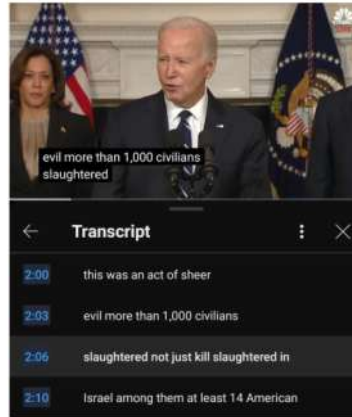 CNBC
evil more than 1,000 civilians
slaughtered
Transcript
2:00 this was an act of sheer
2:03 evil more than 1,000 civilians
2:06 slaughtered not just kill slaughtered in
2:10 Israel among them at least 14 American